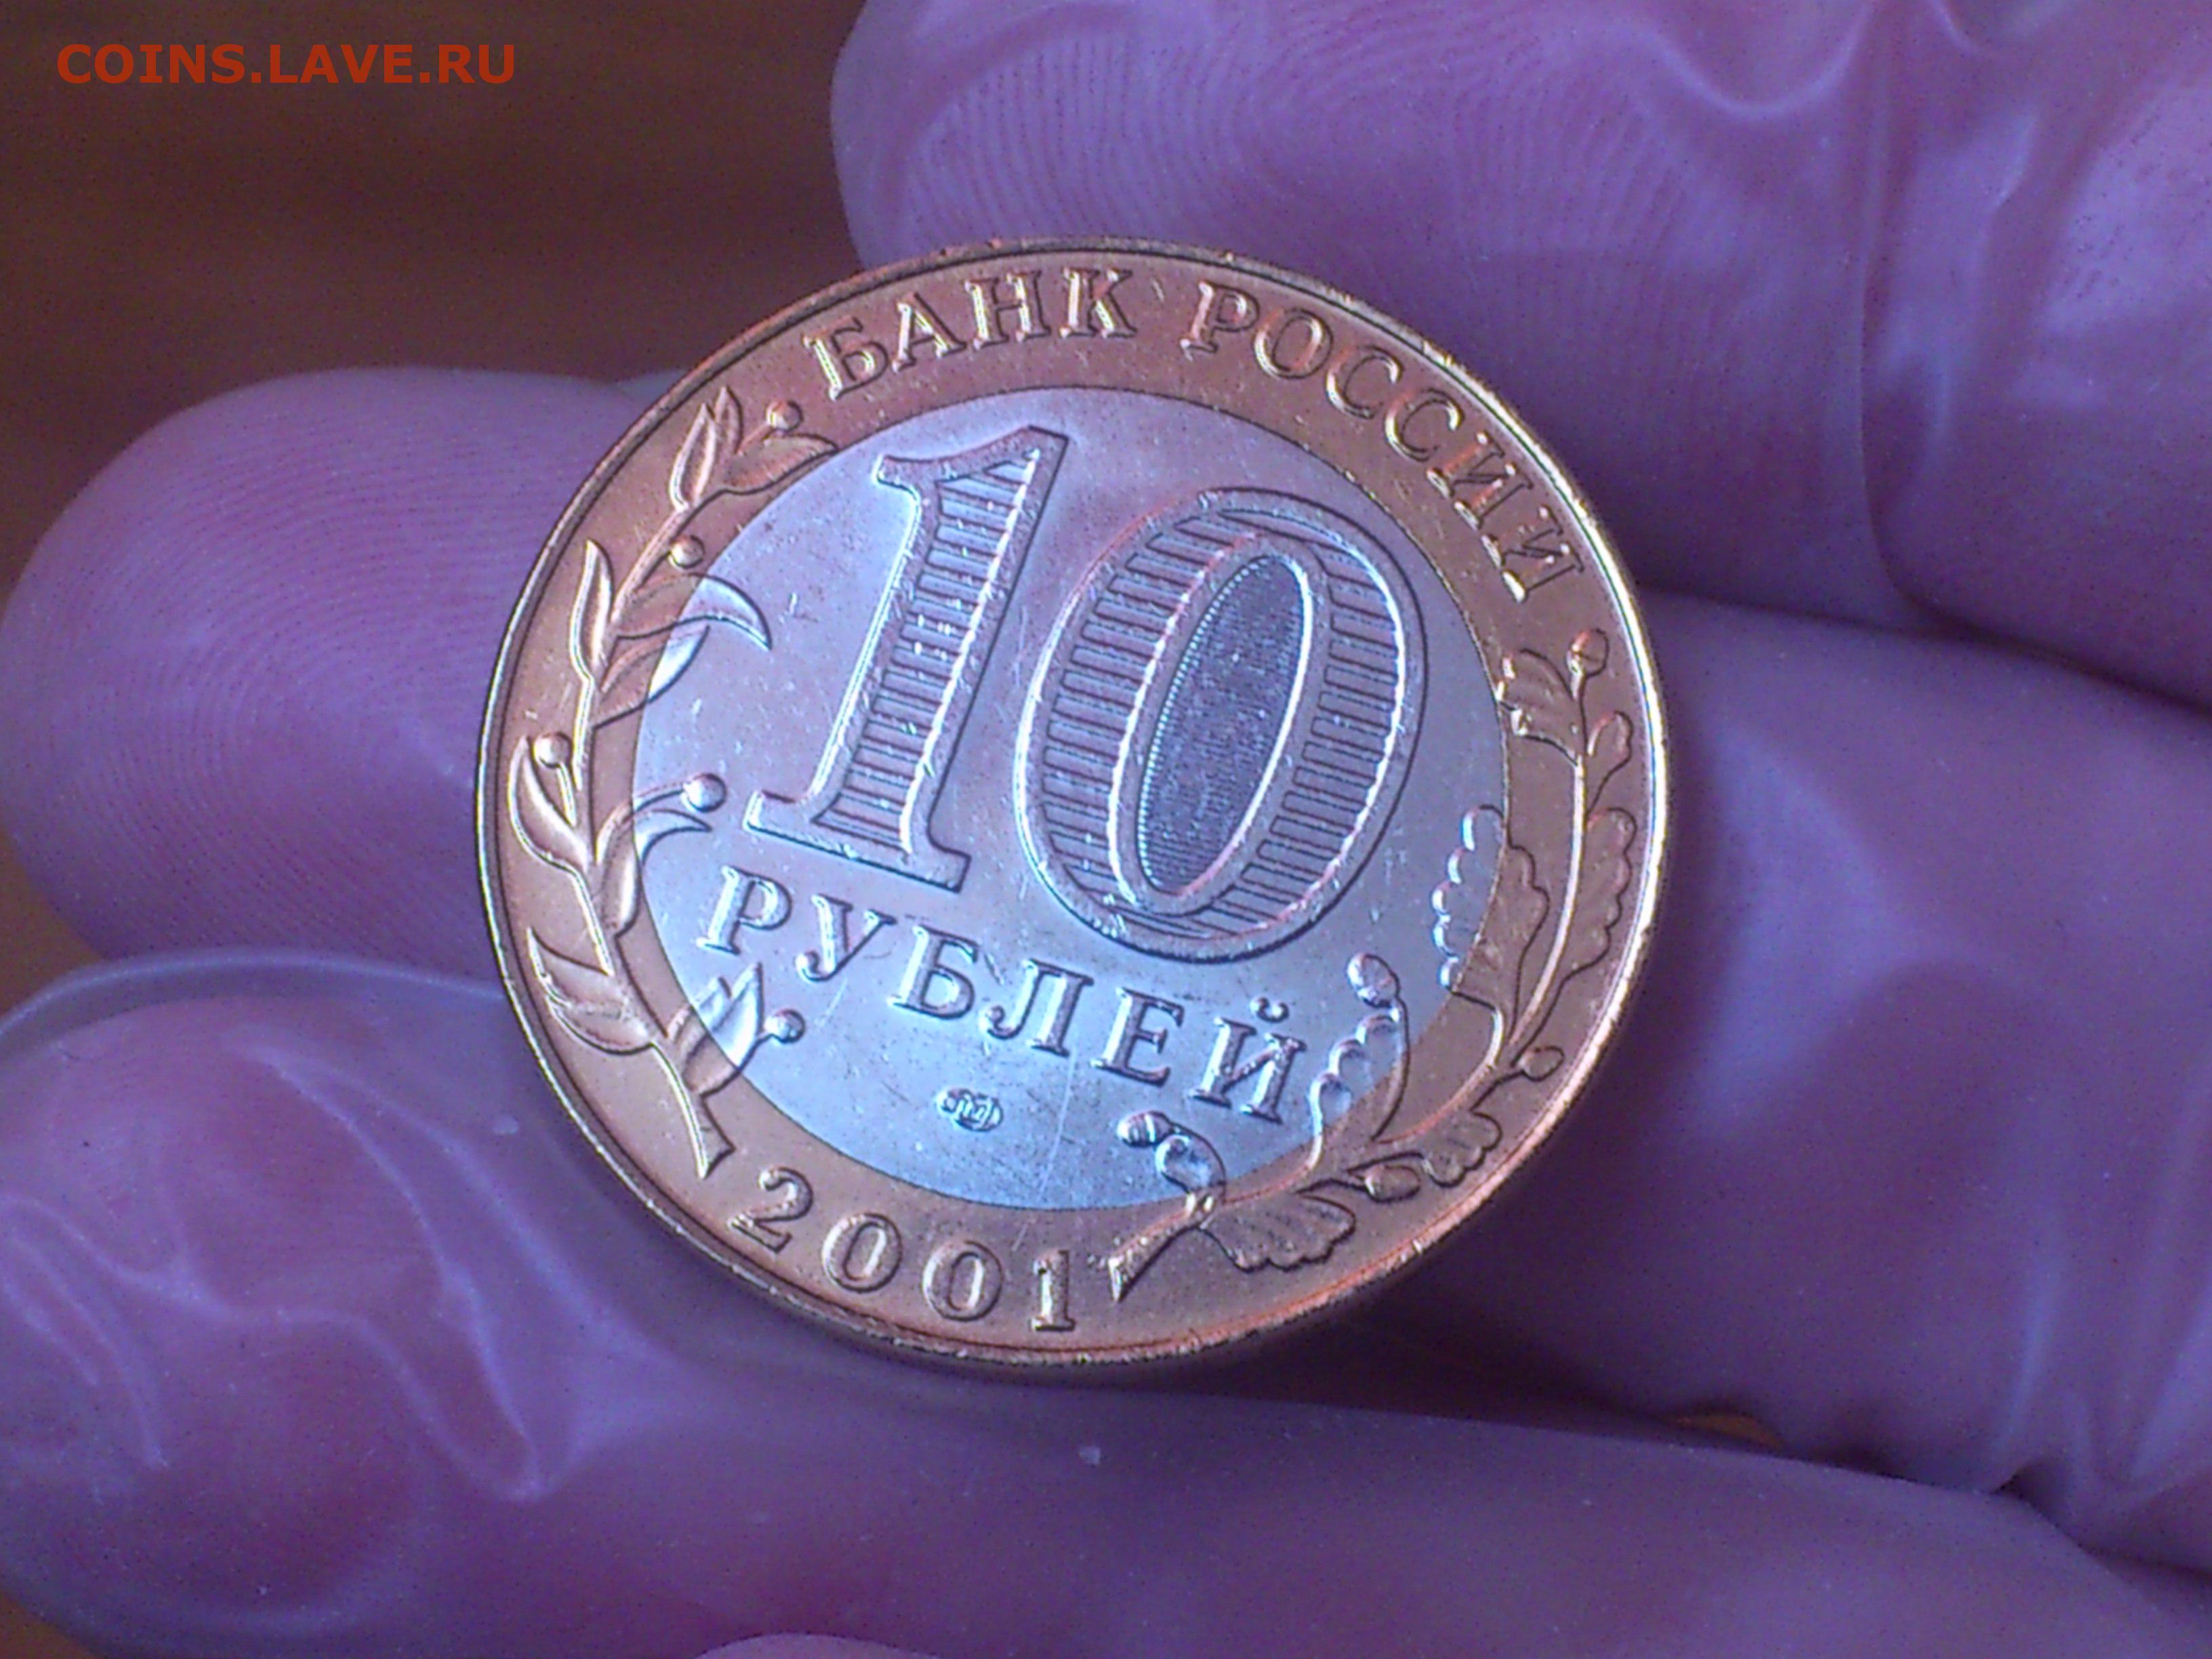 COINS.LAVE.RU
БАНК РОССИИ
10
РУБЛЕЙ
2001